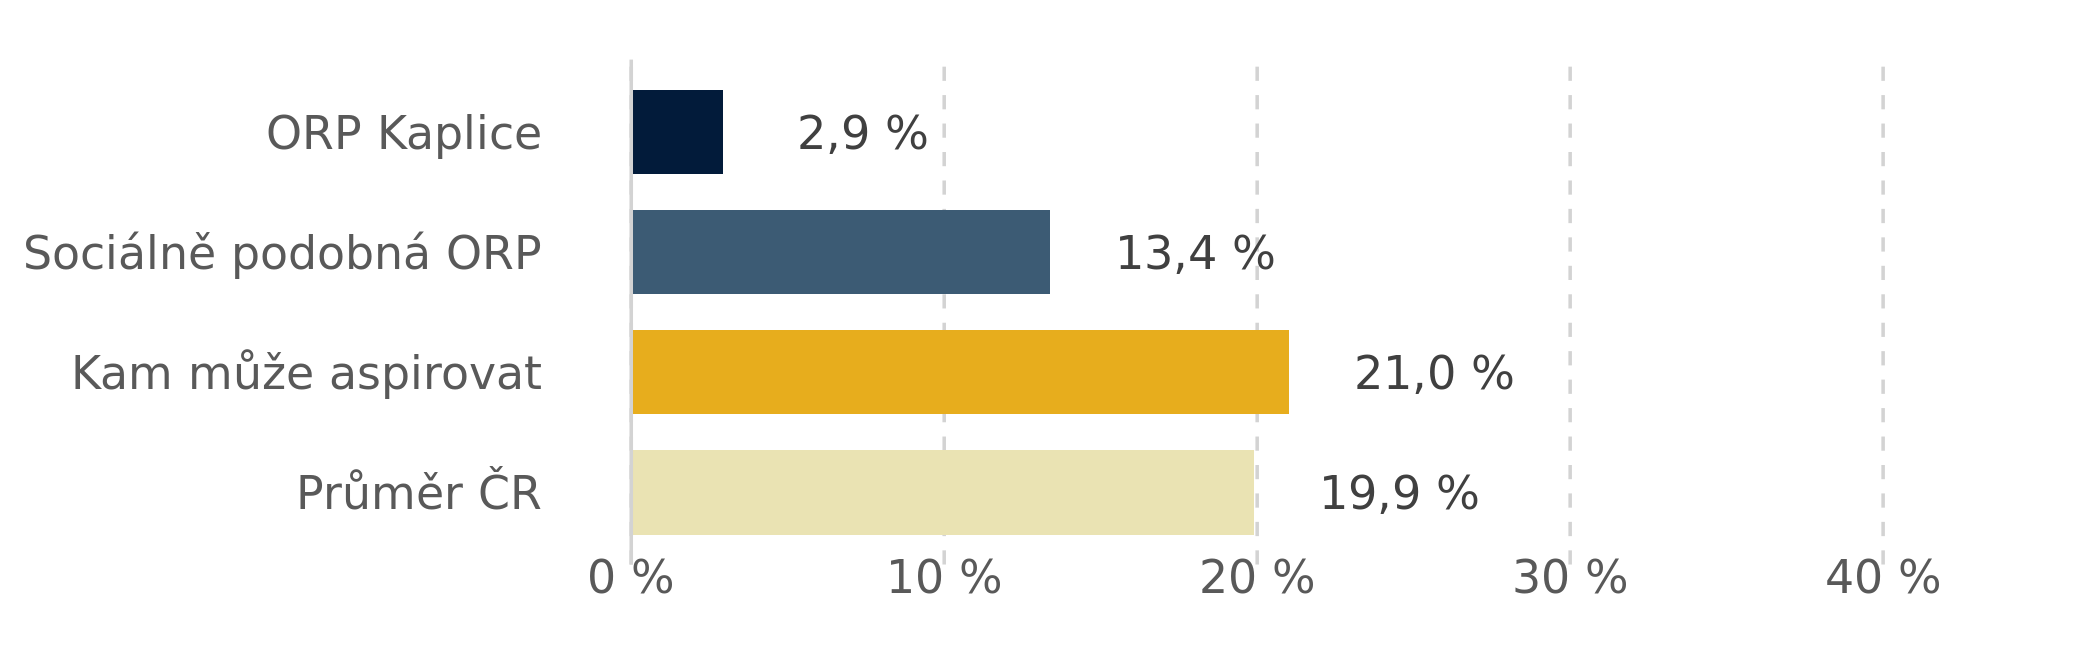 ORP Kaplice 2,9 %
Sociálně podobná ORP 13,4 %
Kam může aspirovat 21,0 %
Průměr ČR 19,9 %
0 % 10 % 20 % 30 % 40 %